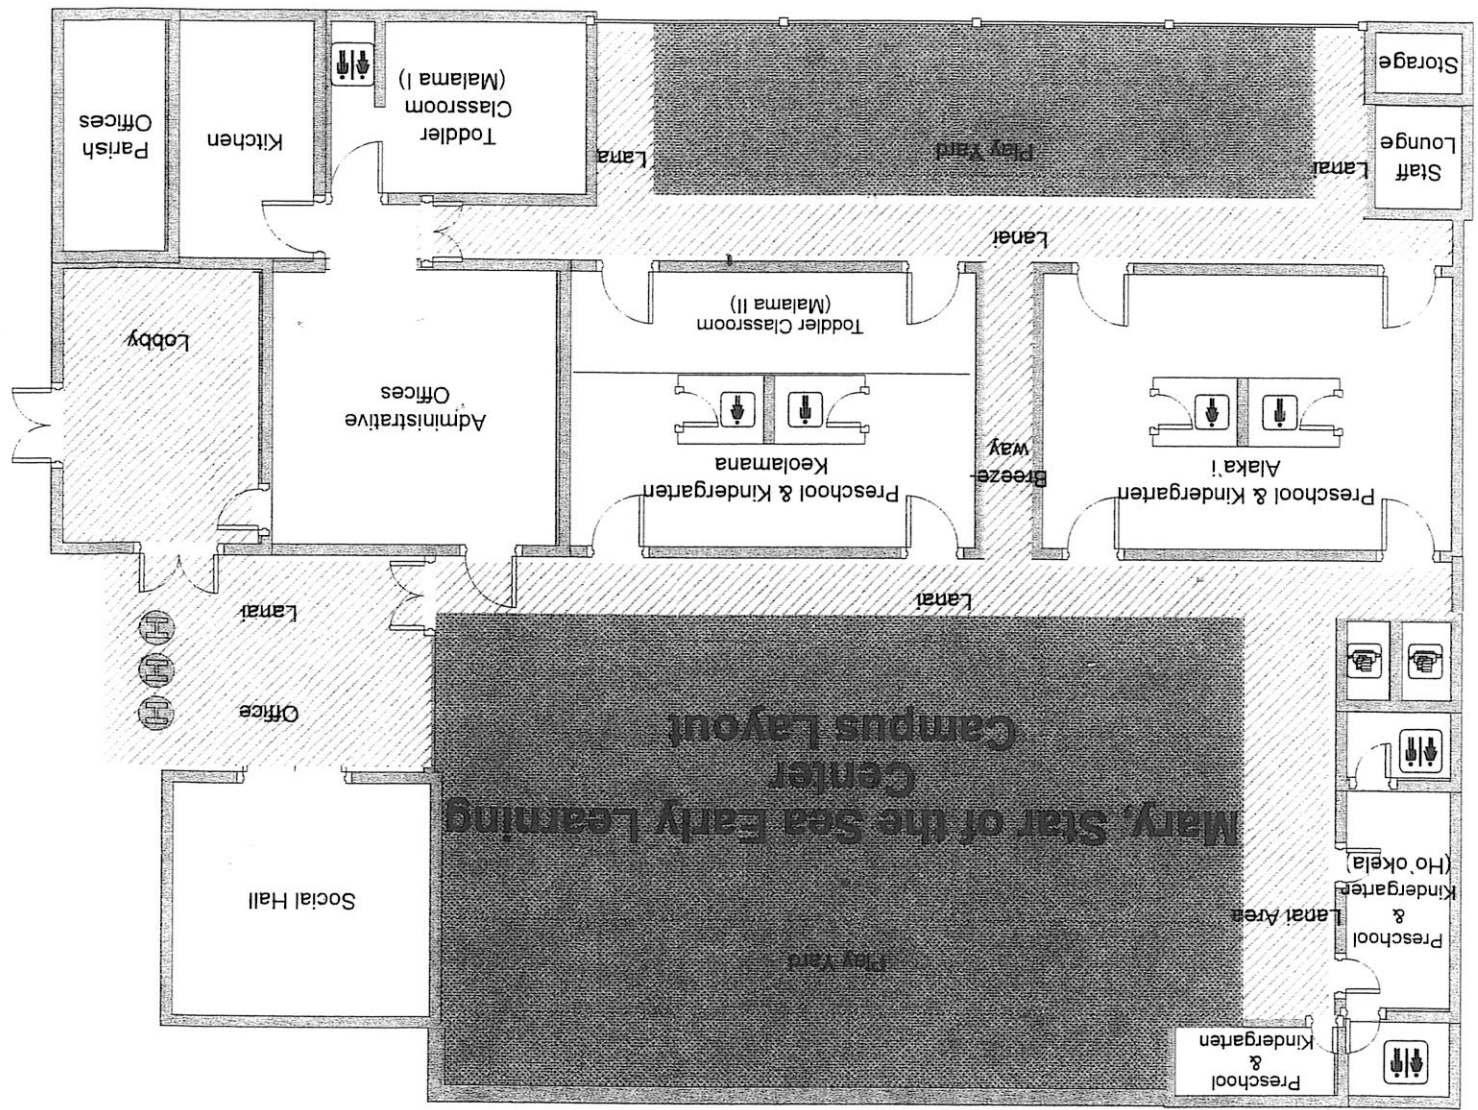 Preschool
&
Kindergarten
Play Yard
Preschool
&
Kindergarten
(Ho`okela)
Lanai Area
Social Hall
Mary, Star of the Sea Early Learning
Center
Campus Layout
Office
Lanai
Lanai
Preschool & Kindergarten
Alaka`i
Breeze-
way
Preschool & Kindergarten
Keolamana
Administrative
Offices
Lobby
Toddler Classroom
(Malama II)
Lanai
Staff
Lounge
Storage
Lanai
Play Yard
Lanai
Toddler
Classroom
(Malama I)
Kitchen
Parish
Offices